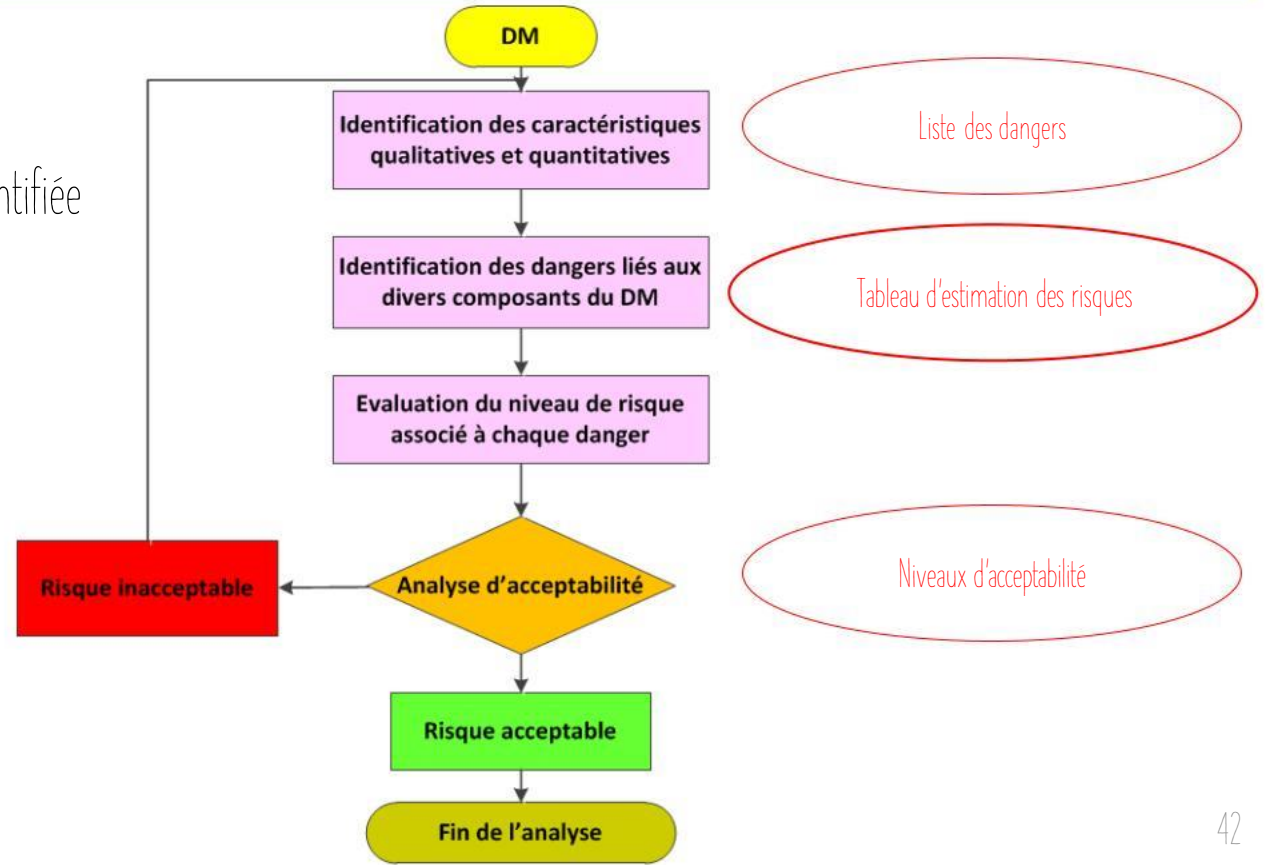 DM
Identification des caractéristiques
qualitatives et quantitatives
Liste des dangers
ntifiée
Identification des dangers liés aux
divers composants du DM
Tableau d'estimation des risques
Evaluation du niveau de risque
associé à chaque danger
Risque inacceptable
Analyse d'acceptabilité
Niveaux d'acceptabilité
Risque acceptable
Fin de l'analyse
42